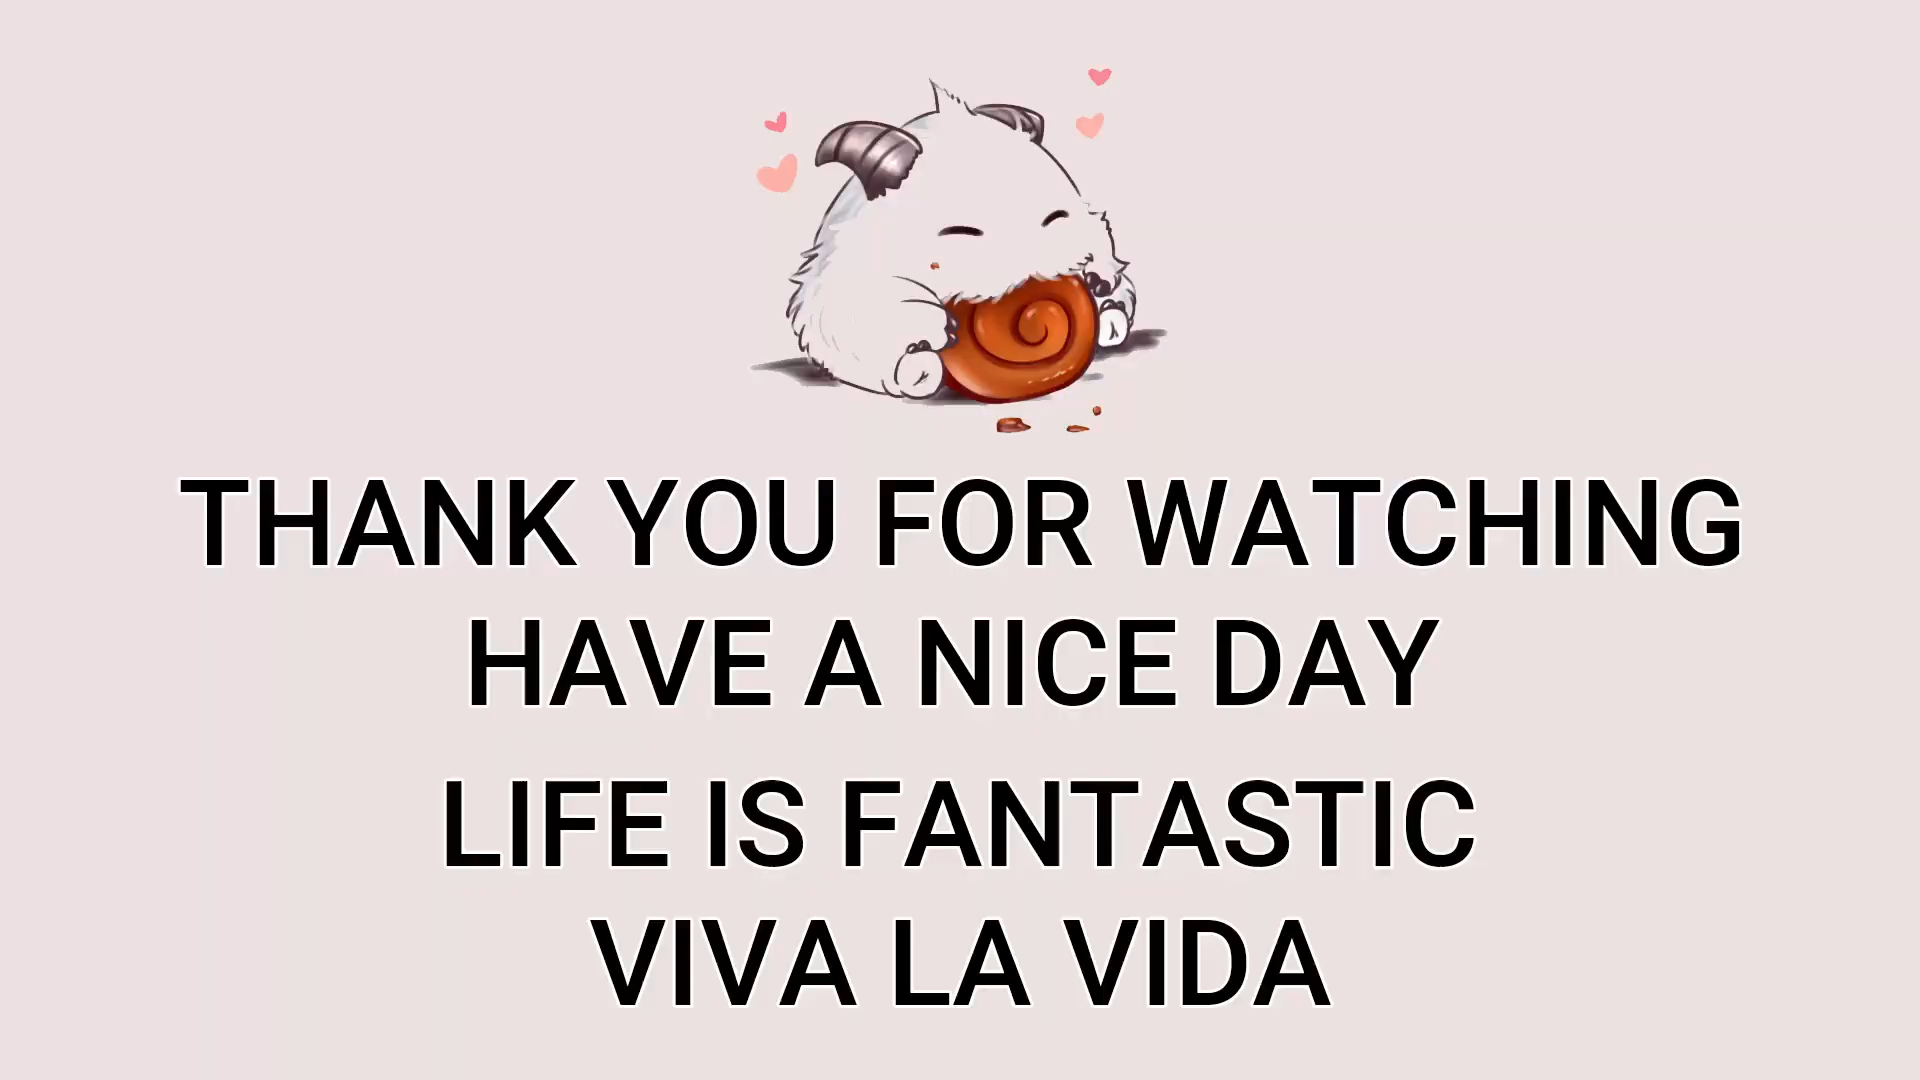 THANK YOU FOR WATCHING
HAVE A NICE DAY
LIFE IS FANTASTIC
VIVA LA VIDA